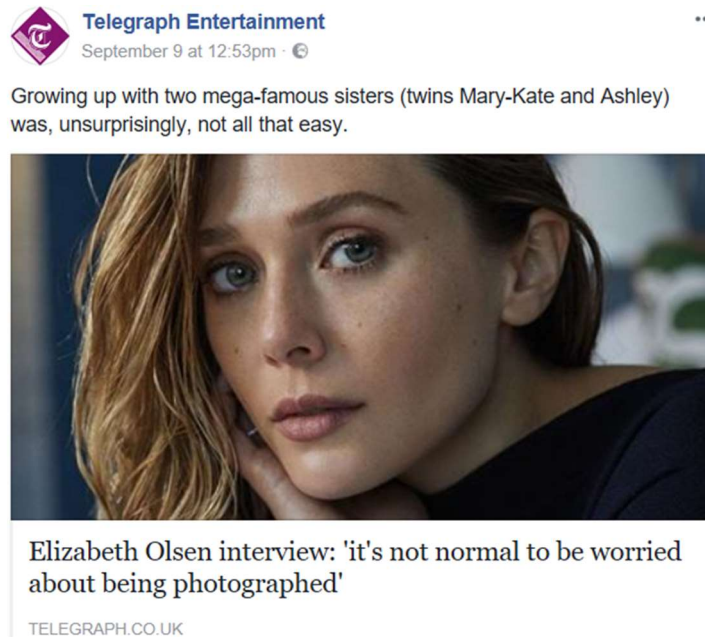 Telegraph Entertainment
September 9 at 12:53pm ·
Growing up with two mega-famous sisters (twins Mary-Kate and Ashley)
was, unsurprisingly, not all that easy.
Elizabeth Olsen interview: 'it's not normal to be worried
about being photographed'
TELEGRAPH.CO.UK